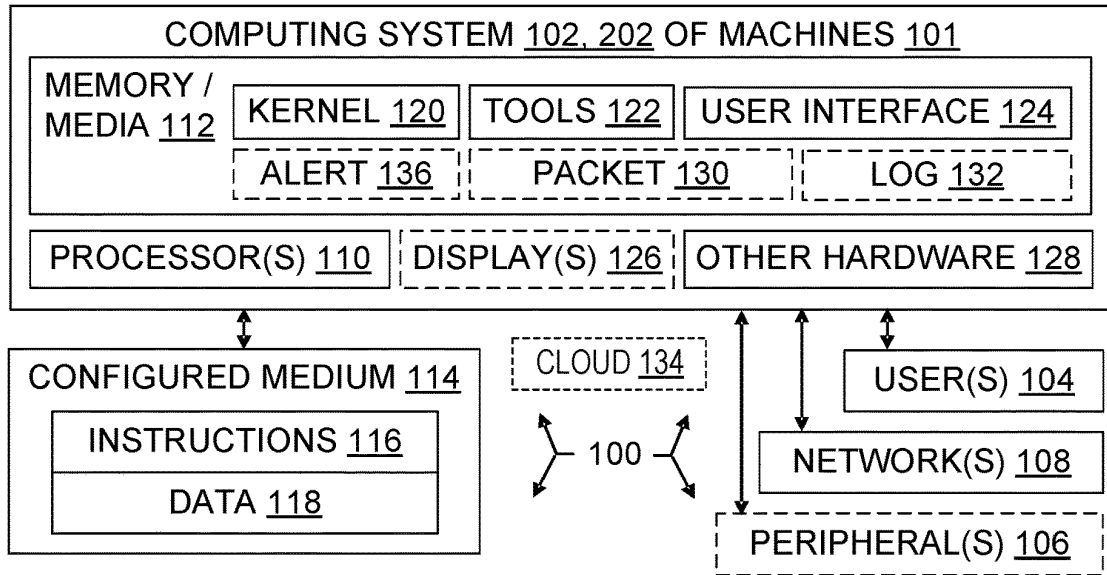 COMPUTING SYSTEM 102, 202 OF MACHINES 101
MEMORY /
MEDIA 112
KERNEL 120
TOOLS 122
USER INTERFACE 124
ALERT 136
PACKET 130
LOG 132
PROCESSOR(S) 110
DISPLAY(S) 126
OTHER HARDWARE 128
CONFIGURED MEDIUM 114
INSTRUCTIONS 116
DATA 118
CLOUD 134
100
USER(S) 104
NETWORK(S) 108
PERIPHERAL(S) 106